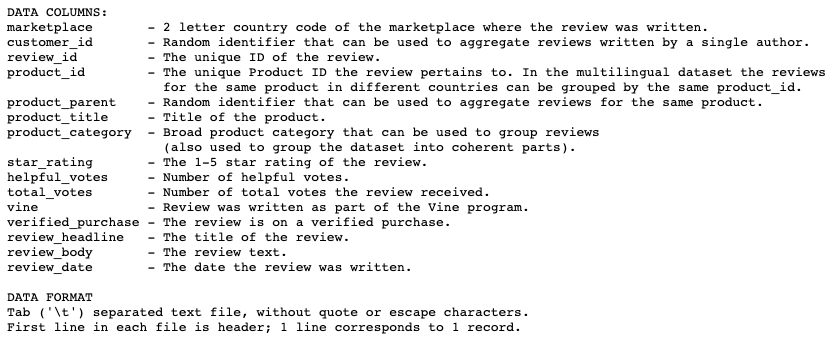 DATA COLUMNS:
marketplace       - 2 letter country code of the marketplace where the review was written.
customer_id       - Random identifier that can be used to aggregate reviews written by a single author.
review_id         - The unique ID of the review.
product_id        - The unique Product ID the review pertains to. In the multilingual dataset the reviews
                    for the same product in different countries can be grouped by the same product_id.
product_parent    - Random identifier that can be used to aggregate reviews for the same product.
product_title     - Title of the product.
product_category  - Broad product category that can be used to group reviews
                    (also used to group the dataset into coherent parts).
star_rating       - The 1-5 star rating of the review.
helpful_votes     - Number of helpful votes.
total_votes       - Number of total votes the review received.
vine              - Review was written as part of the Vine program.
verified_purchase - The review is on a verified purchase.
review_headline   - The title of the review.
review_body       - The review text.
review_date       - The date the review was written.

DATA FORMAT
Tab ('\t') separated text file, without quote or escape characters.
First line in each file is header; 1 line corresponds to 1 record.